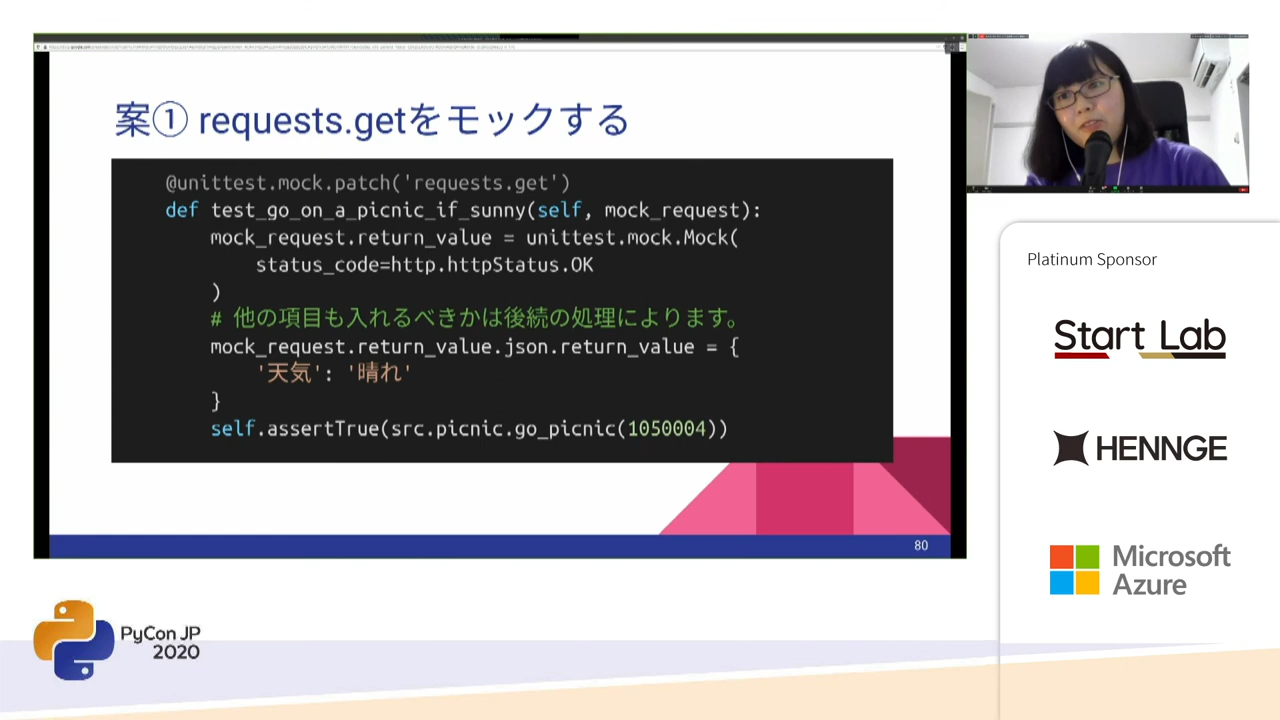 案① requests.getをモックする
@unittest.mock.patch('requests.get')
def test_go_on_a_picnic_if_sunny(self, mock_request):
mock_request.return_value = unittest.mock.Mock(
status_code=http.httpStatus.OK
)
# 他の項目も入れるべきかは後続の処理によります。
mock_request.return_value.json.return_value = {
'天気': '晴れ'
}
self.assertTrue(src.picnic.go_picnic(1050004))
80
Platinum Sponsor
Start Lab
HENNGE
Microsoft
Azure
PyCon JP
2020